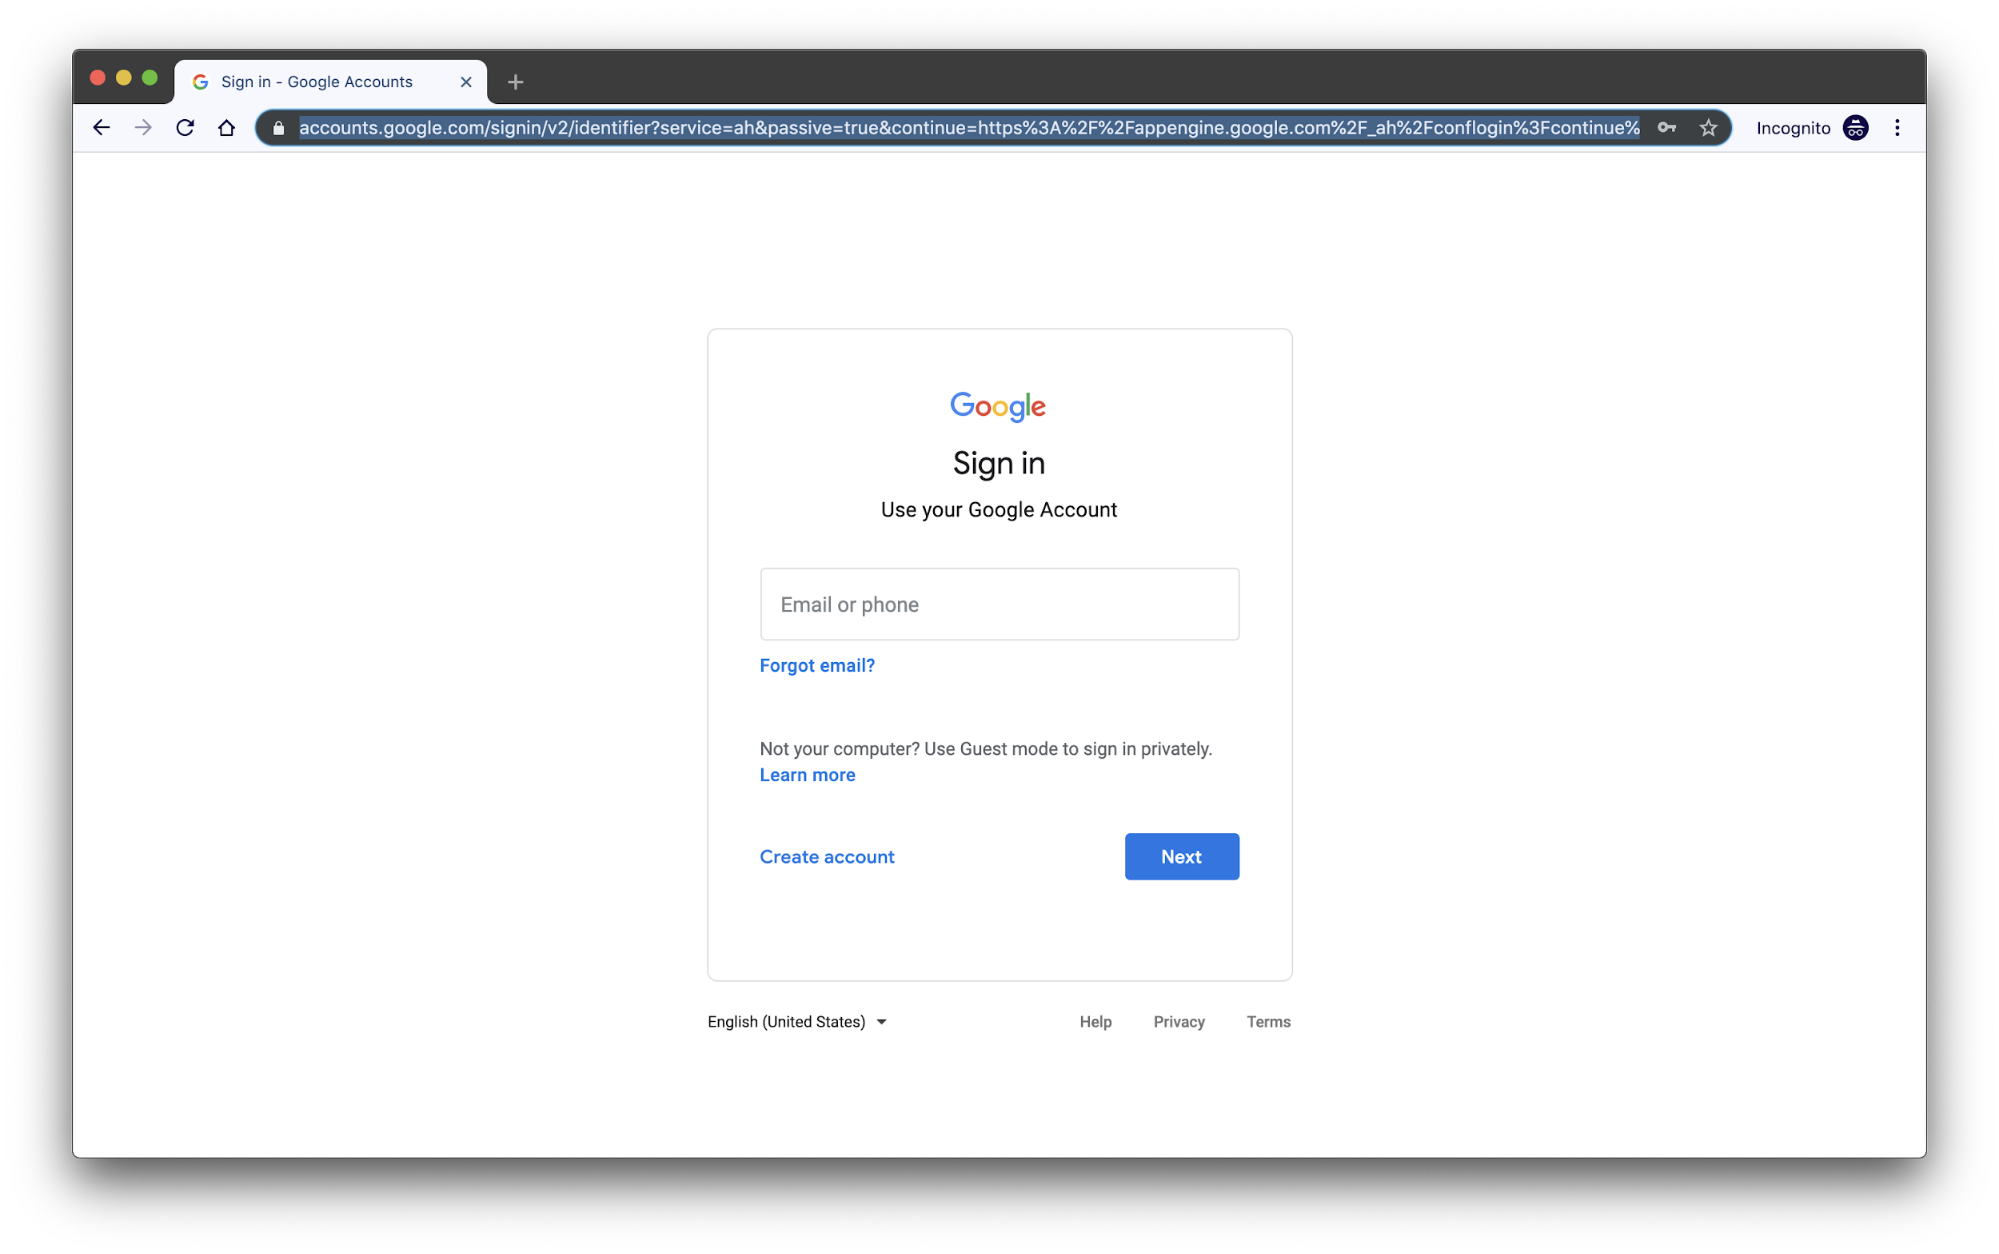 Sign in - Google Accounts
accounts.google.com/signin/v2/identifier?service=ah&passive=true&continue=https%3A%2F%2Fappengine.google.com%2F_ah%2Fconflogin%3Fcontinue%
Incognito
Google
Sign in
Use your Google Account
Email or phone
Forgot email?
Not your computer? Use Guest mode to sign in privately.
Learn more
Create account
Next
English (United States)
Help Privacy Terms